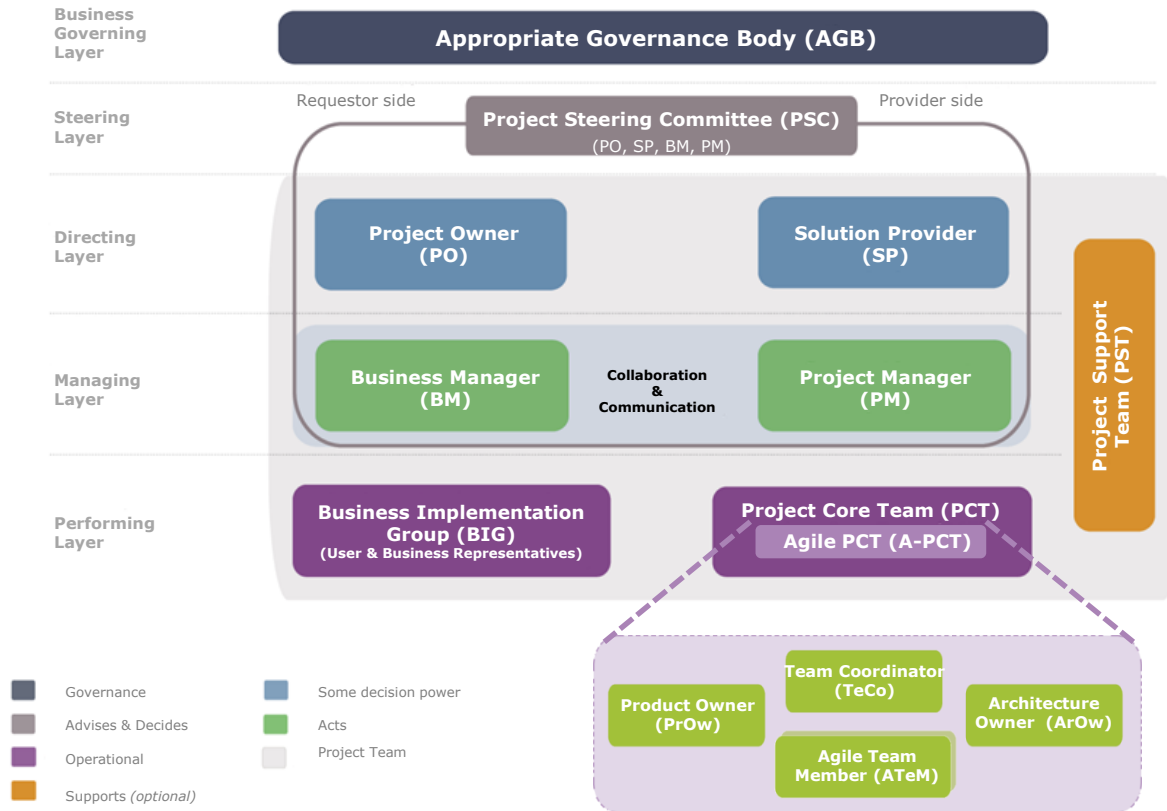 Business
Governing
Layer
Appropriate Governance Body (AGB)
Requestor side
Provider side
Steering
Layer
Project Steering Committee (PSC)
(PO, SP, BM, PM)
Directing
Layer
Project Owner
(PO)
Solution Provider
(SP)
Project Support
Team (PST)
Managing
Layer
Business Manager
(BM)
Collaboration
&
Communication
Project Manager
(PM)
Performing
Layer
Business Implementation
Group (BIG)
(User & Business Representatives)
Project Core Team (PCT)
Agile PCT (A-PCT)
Team Coordinator
(TeCo)
Product Owner
(PrOw)
Architecture
Owner (ArOw)
Agile Team
Member (ATeM)
Governance
Some decision power
Advises & Decides
Acts
Operational
Project Team
Supports (optional)